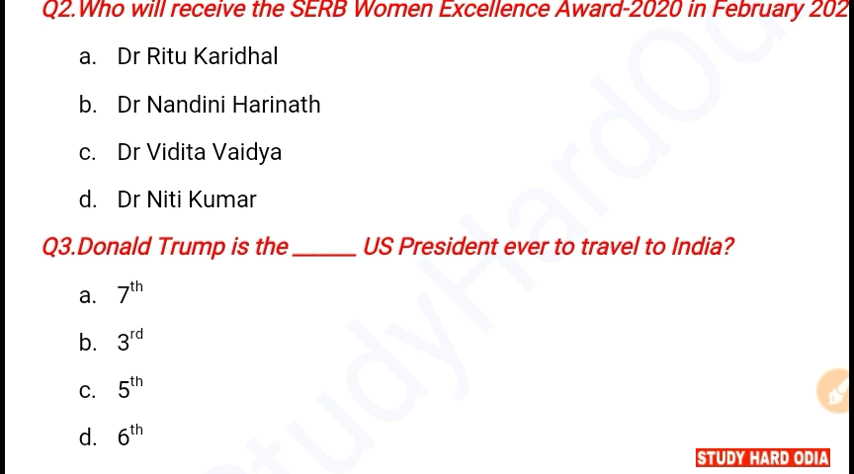 Q2.Who will receive the SERB Women Excellence Award-2020 in February 202
a. Dr Ritu Karidhal
b. Dr Nandini Harinath
c. Dr Vidita Vaidya
d. Dr Niti Kumar
Q3.Donald Trump is the ______ US President ever to travel to India?
a. 7th
b. 3rd
c. 5th
d. 6th
StudyHardOd
STUDY HARD ODIA